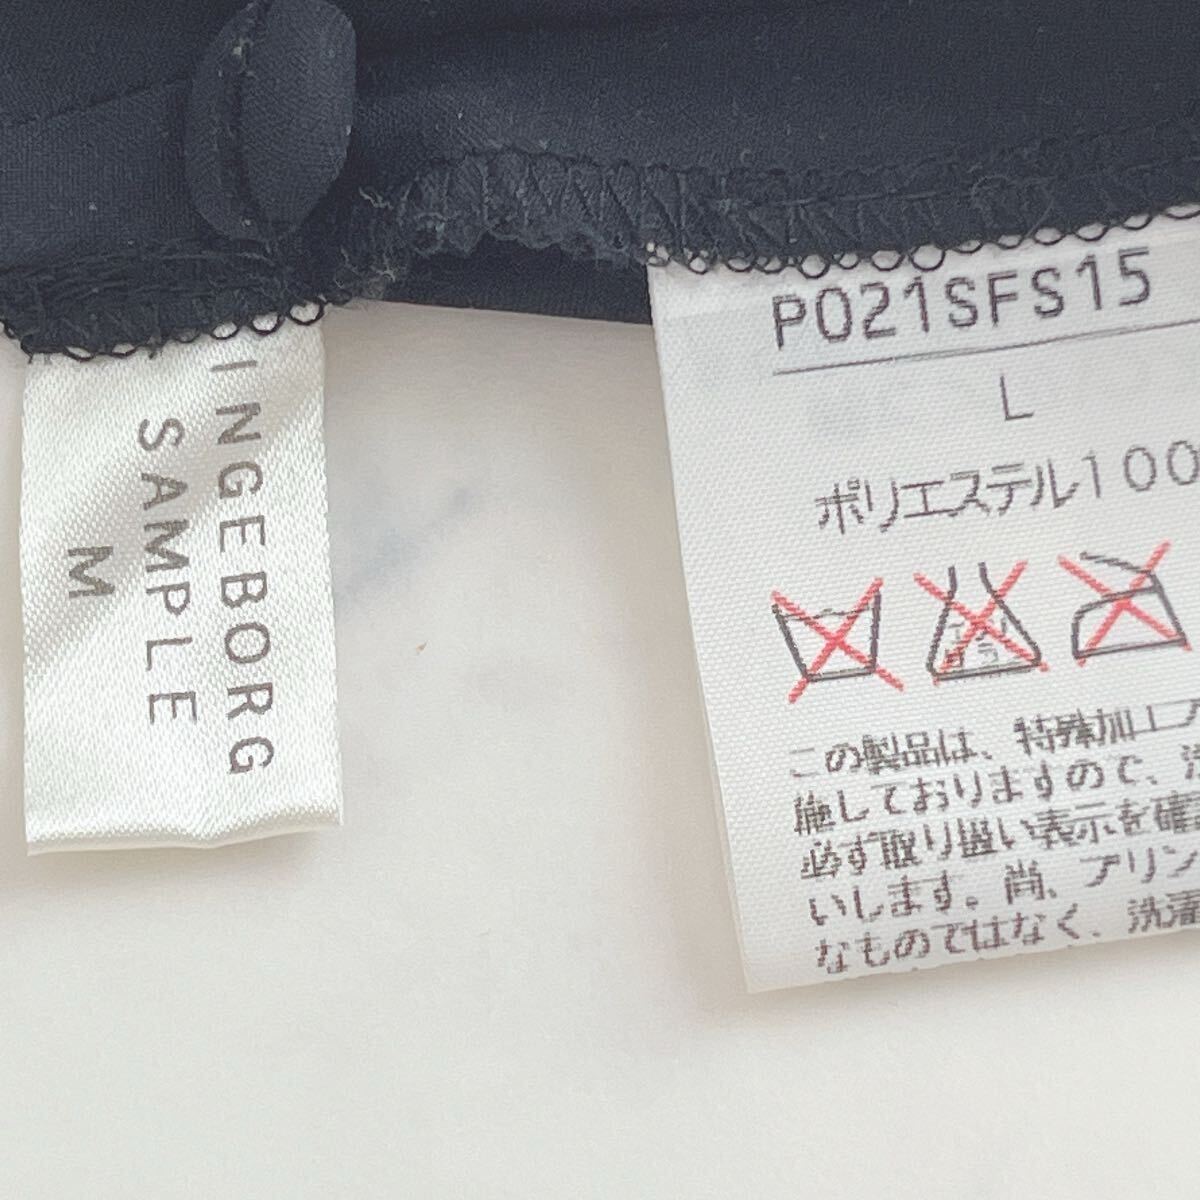 INGEBORG
SAMPLE
M
P021SFS15
L
ポリエステル100
この製品は、特殊加工
施しておりますので、
必ず取り扱い表示を確
いします。尚、プリン
なものではなく、洗濯